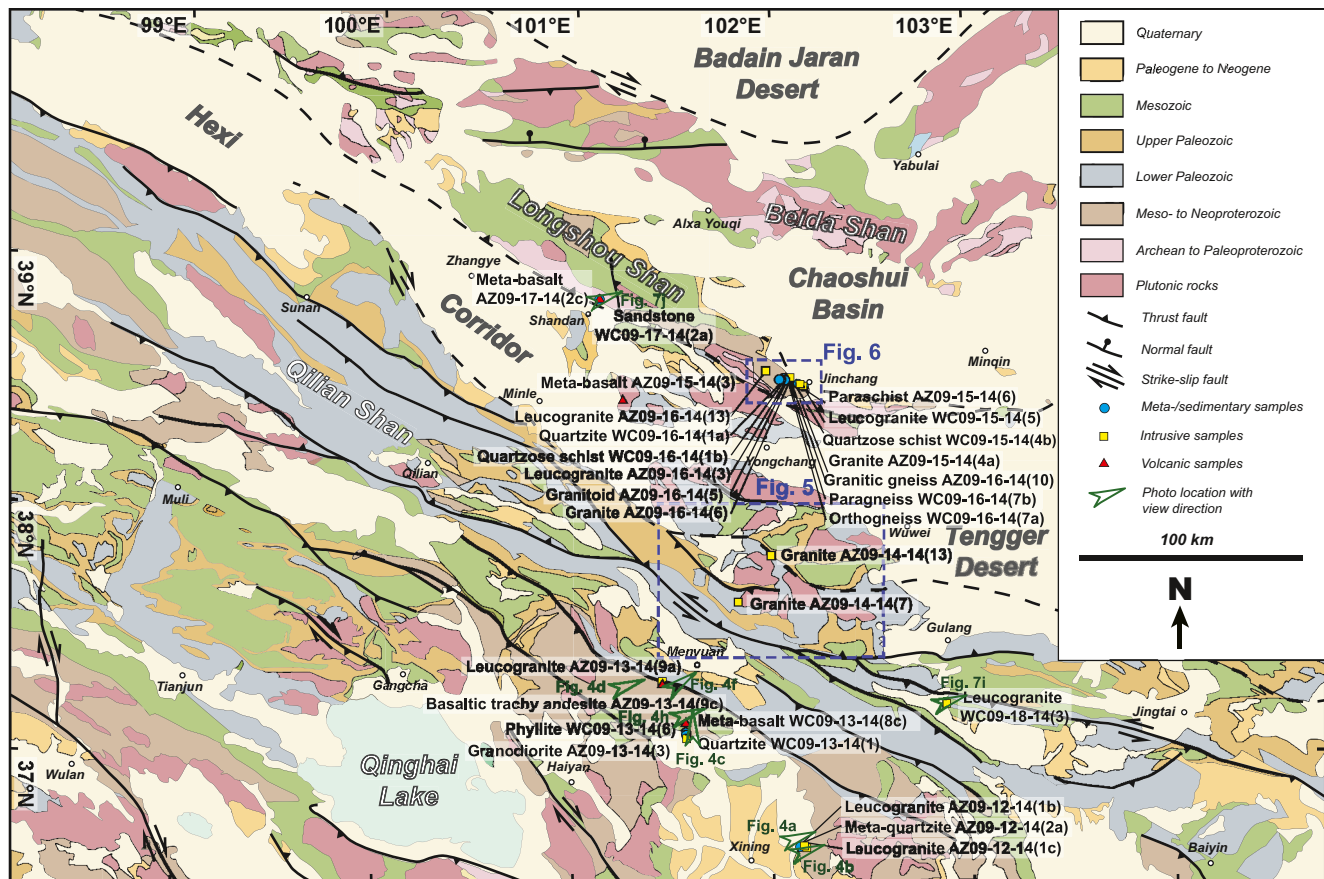 99°E
100°E
101°E
102°E
103°E
Badain Jaran
Desert
Hexi
Corridor
Yabulai
Longshou Shan
Alxa Youqi
Beida Shan
39°N
Zhangye
Meta-basalt
AZ09-17-14(2c)
Fig. 7j
Chaoshui
Basin
Sunan
Shandan
Sandstone
WC09-17-14(2a)
Fig. 6
Minqin
Qilian Shan
Minle
Meta-basalt AZ09-15-14(3)
Jinchang
Paraschist AZ09-15-14(6)
Leucogranite AZ09-16-14(13)
Leucogranite WC09-15-14(5)
Quartzite WC09-16-14(1a)
Quartzose schist WC09-15-14(4b)
Quartzose schist WC09-16-14(1b)
Yongchang
Granite AZ09-15-14(4a)
Leucogranite AZ09-16-14(3)
Granitic gneiss AZ09-16-14(10)
Granitoid AZ09-16-14(5)
Fig. 5
Paragneiss WC09-16-14(7b)
Granite AZ09-16-14(6)
Orthogneiss WC09-16-14(7a)
Qilian
Muli
38°N
Wuwei
Tengger
Desert
Granite AZ09-14-14(13)
Granite AZ09-14-14(7)
Gulang
Menyuan
Leucogranite AZ09-13-14(9a)
Tianjun
Gangcha
Fig. 4d
Fig. 4f
Fig. 7i
Basaltic trachy andesite AZ09-13-14(9c)
Leucogranite
WC09-18-14(3)
Jingtai
Fig. 4h
Phyllite WC09-13-14(6)
Meta-basalt WC09-13-14(8c)
Granodiorite AZ09-13-14(3)
Quartzite WC09-13-14(1)
Fig. 4c
37°N
Wulan
Qinghai
Lake
Haiyan
Leucogranite AZ09-12-14(1b)
Fig. 4a
Meta-quartzite AZ09-12-14(2a)
Xining
Leucogranite AZ09-12-14(1c)
Fig. 4b
Baiyin
Quaternary
Paleogene to Neogene
Mesozoic
Upper Paleozoic
Lower Paleozoic
Meso- to Neoproterozoic
Archean to Paleoproterozoic
Plutonic rocks
Thrust fault
Normal fault
Strike-slip fault
Meta-/sedimentary samples
Intrusive samples
Volcanic samples
Photo location with
view direction
100 km
N